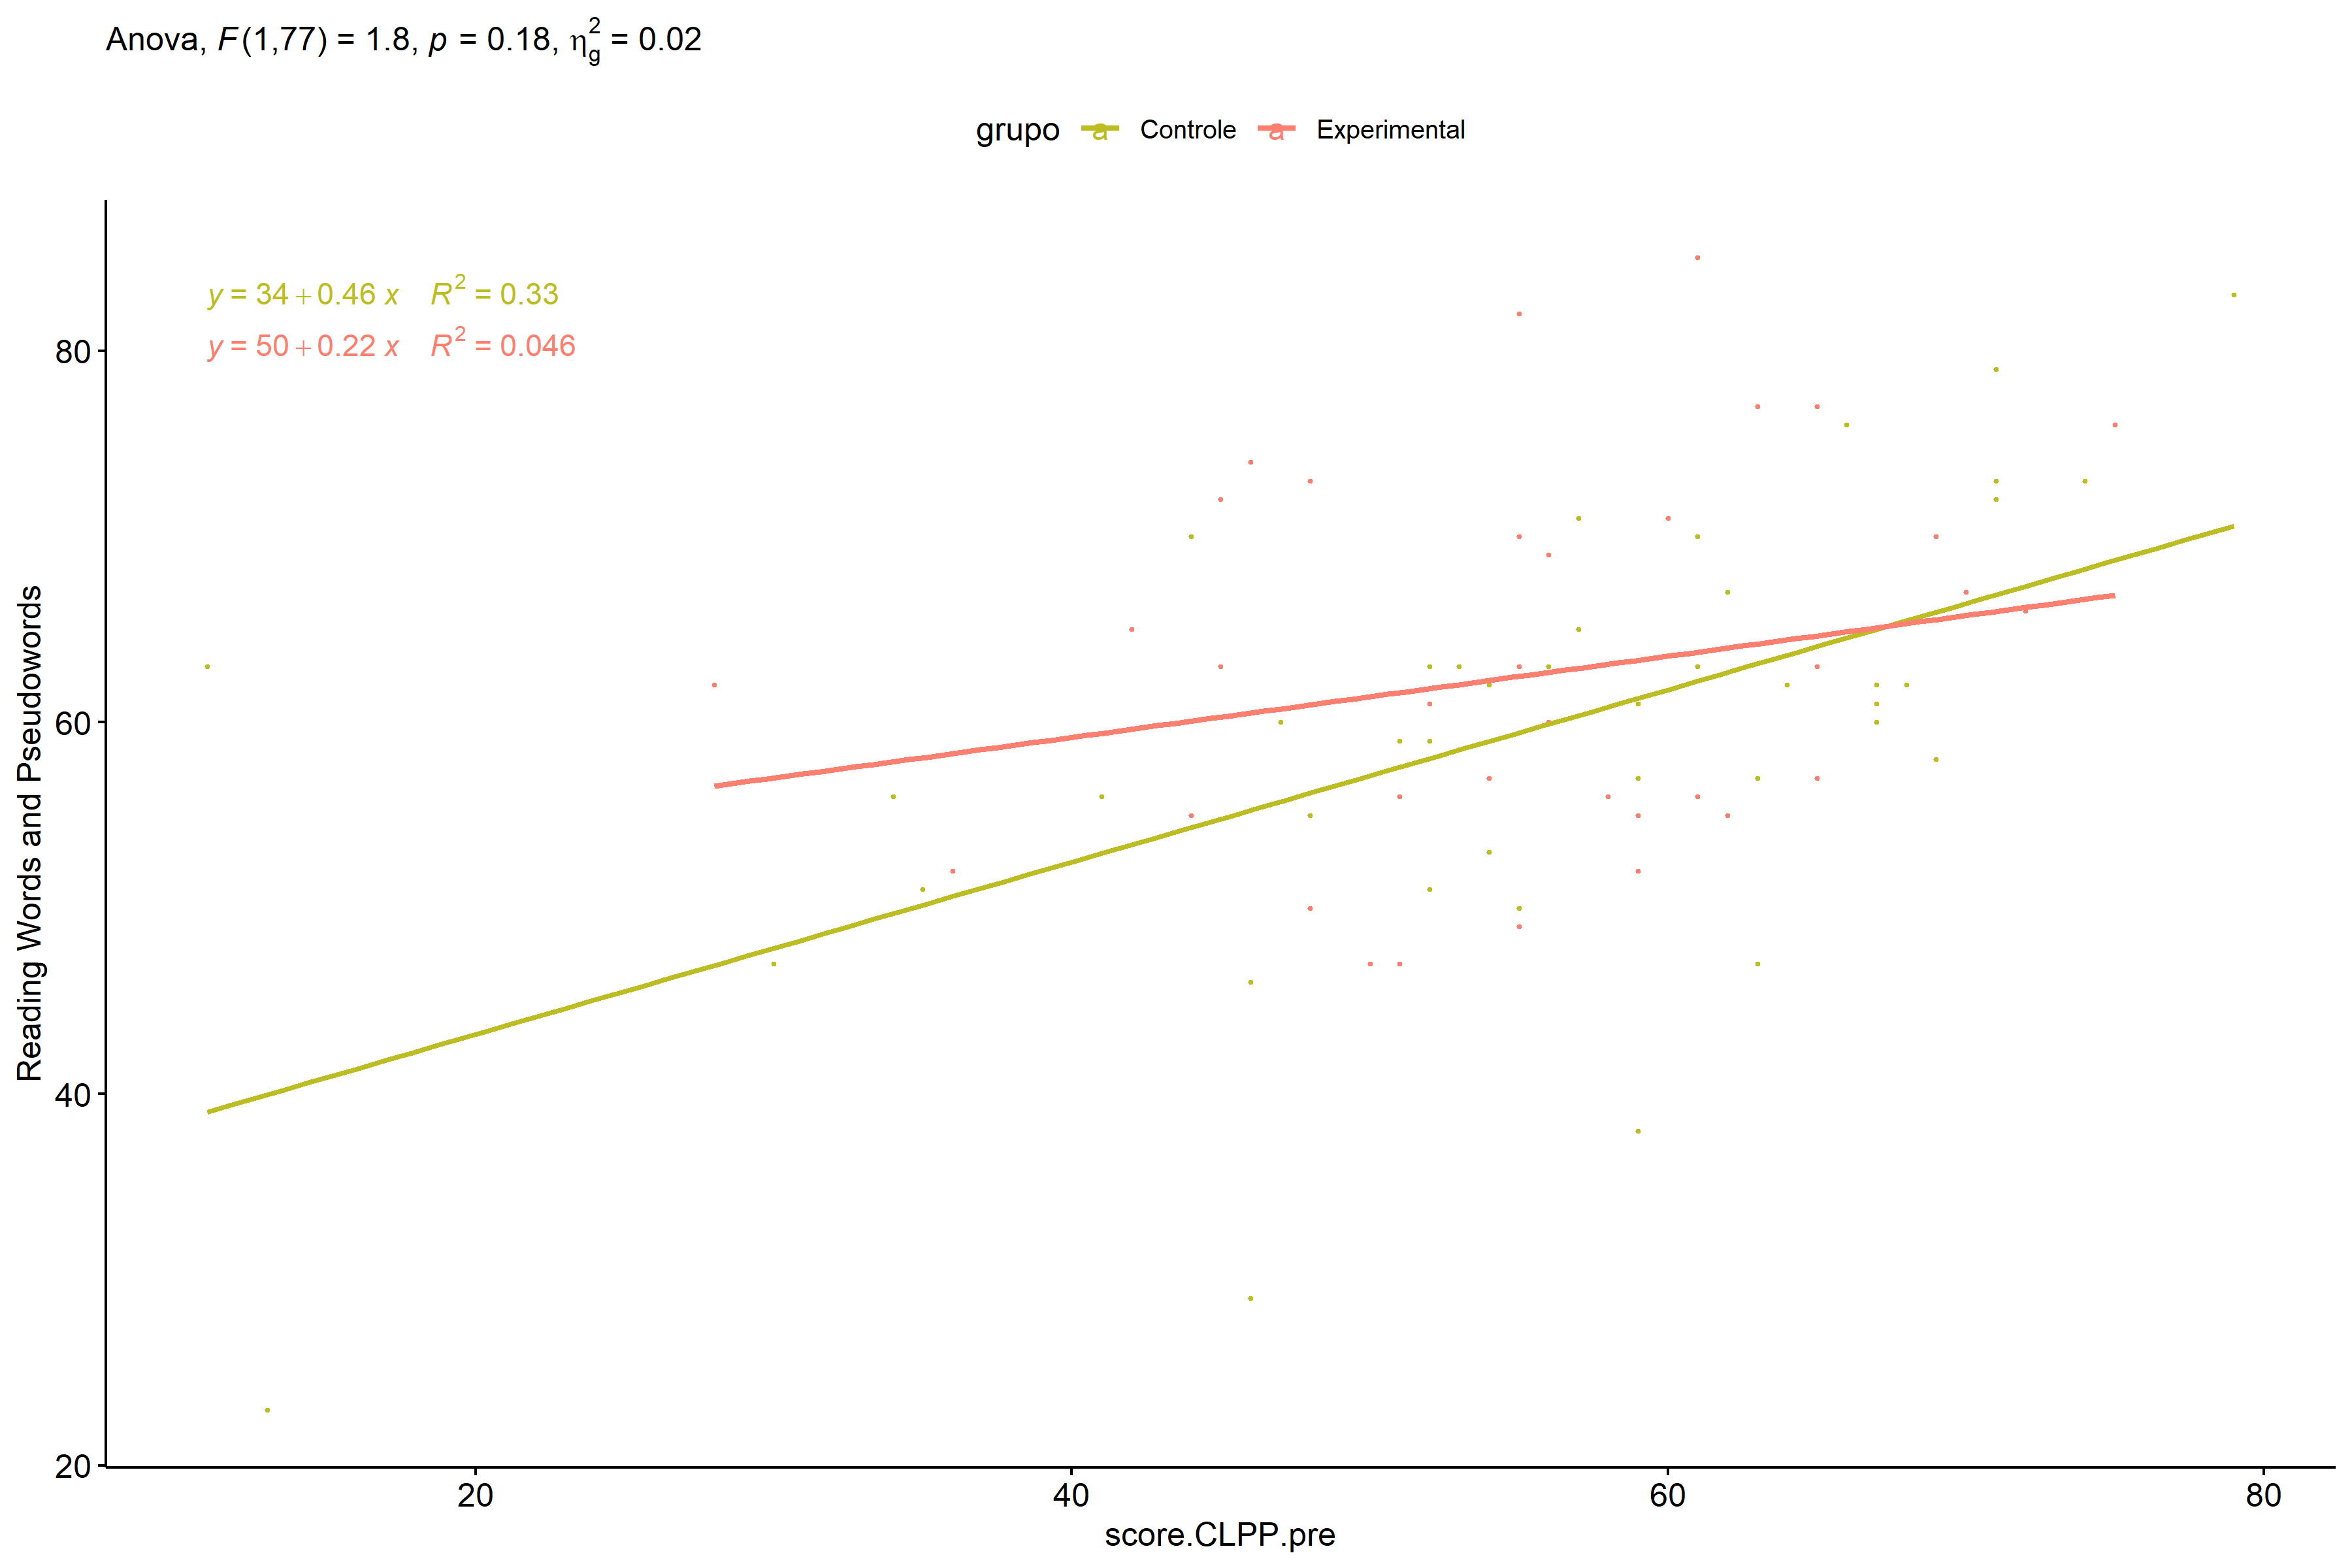 Anova, F(1,77) = 1.8, p = 0.18, η²g = 0.02
grupo a Controle a Experimental
y = 34 + 0.46 x R² = 0.33
y = 50 + 0.22 x R² = 0.046
80
60
40
20
Reading Words and Pseudowords
20 40 60 80
score.CLPP.pre